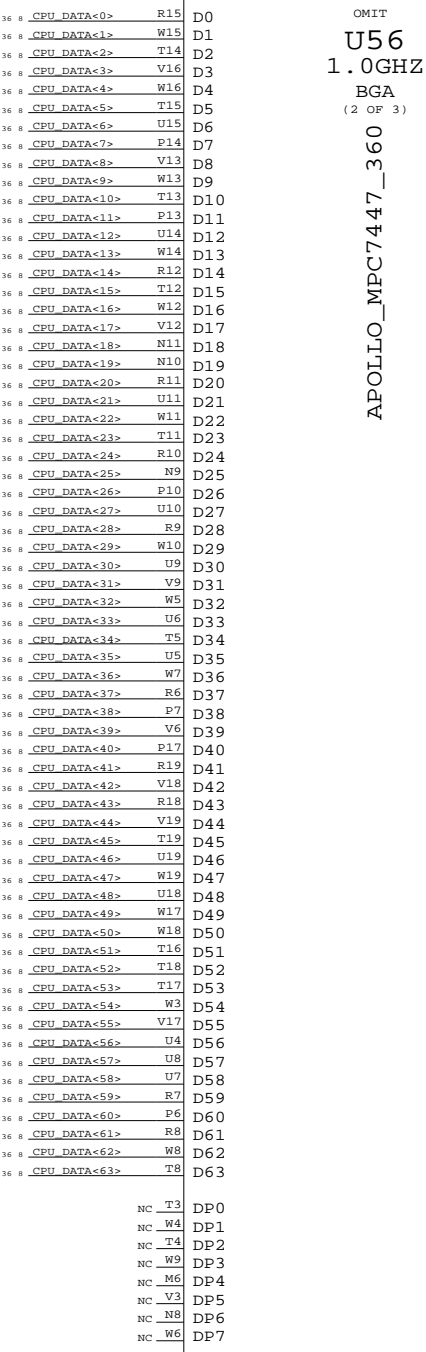 36 8 CPU_DATA<0> R15 D0
36 8 CPU_DATA<1> W15 D1
36 8 CPU_DATA<2> T14 D2
36 8 CPU_DATA<3> V16 D3
36 8 CPU_DATA<4> W16 D4
36 8 CPU_DATA<5> T15 D5
36 8 CPU_DATA<6> U15 D6
36 8 CPU_DATA<7> P14 D7
36 8 CPU_DATA<8> V13 D8
36 8 CPU_DATA<9> W13 D9
36 8 CPU_DATA<10> T13 D10
36 8 CPU_DATA<11> P13 D11
36 8 CPU_DATA<12> U14 D12
36 8 CPU_DATA<13> W14 D13
36 8 CPU_DATA<14> R12 D14
36 8 CPU_DATA<15> T12 D15
36 8 CPU_DATA<16> W12 D16
36 8 CPU_DATA<17> V12 D17
36 8 CPU_DATA<18> N11 D18
36 8 CPU_DATA<19> N10 D19
36 8 CPU_DATA<20> R11 D20
36 8 CPU_DATA<21> U11 D21
36 8 CPU_DATA<22> W11 D22
36 8 CPU_DATA<23> T11 D23
36 8 CPU_DATA<24> R10 D24
36 8 CPU_DATA<25> N9 D25
36 8 CPU_DATA<26> P10 D26
36 8 CPU_DATA<27> U10 D27
36 8 CPU_DATA<28> R9 D28
36 8 CPU_DATA<29> W10 D29
36 8 CPU_DATA<30> U9 D30
36 8 CPU_DATA<31> V9 D31
36 8 CPU_DATA<32> W5 D32
36 8 CPU_DATA<33> U6 D33
36 8 CPU_DATA<34> T5 D34
36 8 CPU_DATA<35> U5 D35
36 8 CPU_DATA<36> W7 D36
36 8 CPU_DATA<37> R6 D37
36 8 CPU_DATA<38> P7 D38
36 8 CPU_DATA<39> V6 D39
36 8 CPU_DATA<40> P17 D40
36 8 CPU_DATA<41> R19 D41
36 8 CPU_DATA<42> V18 D42
36 8 CPU_DATA<43> R18 D43
36 8 CPU_DATA<44> V19 D44
36 8 CPU_DATA<45> T19 D45
36 8 CPU_DATA<46> U19 D46
36 8 CPU_DATA<47> W19 D47
36 8 CPU_DATA<48> U18 D48
36 8 CPU_DATA<49> W17 D49
36 8 CPU_DATA<50> W18 D50
36 8 CPU_DATA<51> T16 D51
36 8 CPU_DATA<52> T18 D52
36 8 CPU_DATA<53> T17 D53
36 8 CPU_DATA<54> W3 D54
36 8 CPU_DATA<55> V17 D55
36 8 CPU_DATA<56> U4 D56
36 8 CPU_DATA<57> U8 D57
36 8 CPU_DATA<58> U7 D58
36 8 CPU_DATA<59> R7 D59
36 8 CPU_DATA<60> P6 D60
36 8 CPU_DATA<61> R8 D61
36 8 CPU_DATA<62> W8 D62
36 8 CPU_DATA<63> T8 D63
NC T3 DP0
NC W4 DP1
NC T4 DP2
NC W9 DP3
NC M6 DP4
NC V3 DP5
NC N8 DP6
NC W6 DP7
OMIT
U56
1.0GHZ
BGA
(2 OF 3)
APOLLO_MPC7447_360